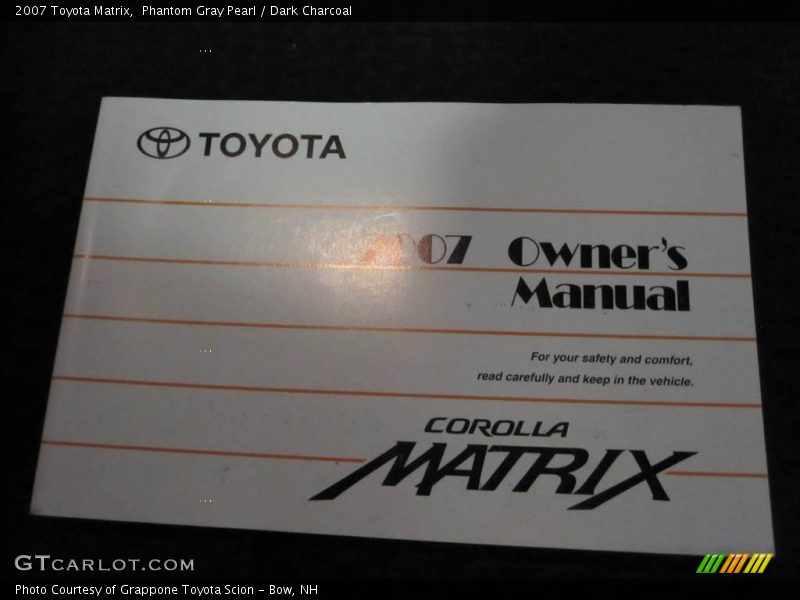 2007 Toyota Matrix,  Phantom Gray Pearl / Dark Charcoal
TOYOTA
2007 Owner's
Manual
For your safety and comfort,
read carefully and keep in the vehicle.
COROLLA
MATRIX
GTCARLOT.COM
Photo Courtesy of Grappone Toyota Scion - Bow, NH